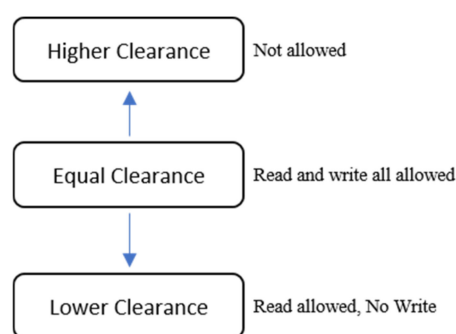 Higher Clearance Not allowed
Equal Clearance Read and write all allowed
Lower Clearance Read allowed, No Write